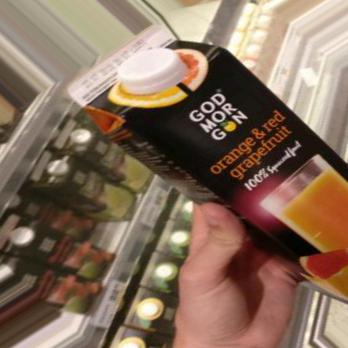 GOD
MOR
GON
orange & red
grapefruit
100% Squeezed fruit